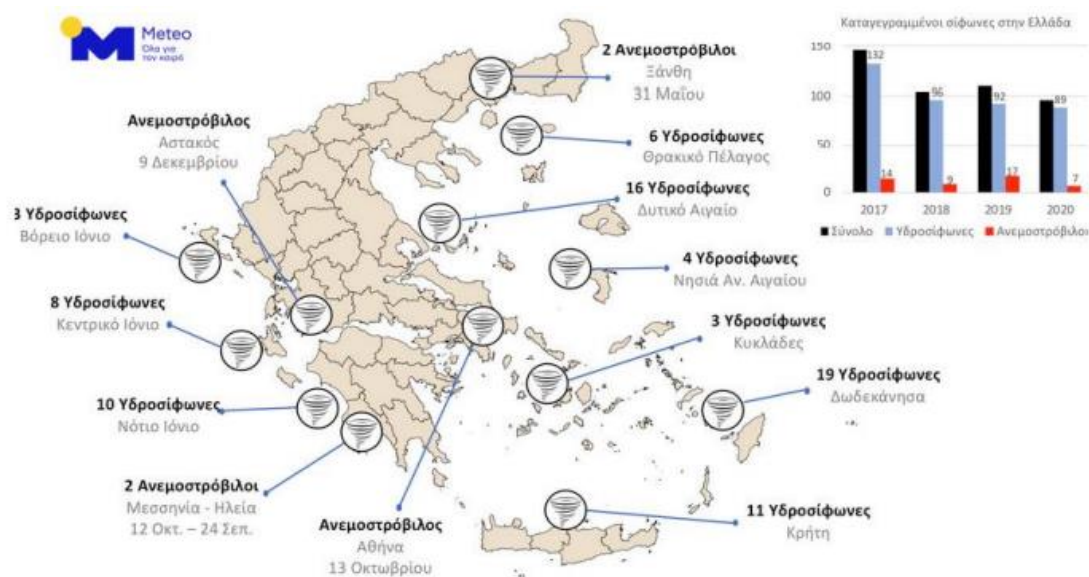 Meteo
Όλα για
τον καιρό
2 Ανεμοστρόβιλοι
Ξάνθη
31 Μαΐου
Ανεμοστρόβιλος
Αστακός
9 Δεκεμβρίου
6 Υδροσίφωνες
Θρακικό Πέλαγος
16 Υδροσίφωνες
Δυτικό Αιγαίο
3 Υδροσίφωνες
Βόρειο Ιόνιο
4 Υδροσίφωνες
Νησιά Αν. Αιγαίου
8 Υδροσίφωνες
Κεντρικό Ιόνιο
3 Υδροσίφωνες
Κυκλάδες
19 Υδροσίφωνες
Δωδεκάνησα
10 Υδροσίφωνες
Νότιο Ιόνιο
2 Ανεμοστρόβιλοι
Μεσσηνία - Ηλεία
12 Οκτ. – 24 Σεπ.
Ανεμοστρόβιλος
Αθήνα
13 Οκτωβρίου
11 Υδροσίφωνες
Κρήτη
Καταγεγραμμένοι σίφωνες στην Ελλάδα
150
100
50
0
132
14
96
9
92
17
89
7
2017 2018 2019 2020
Σύνολο Υδροσίφωνες Ανεμοστρόβιλοι